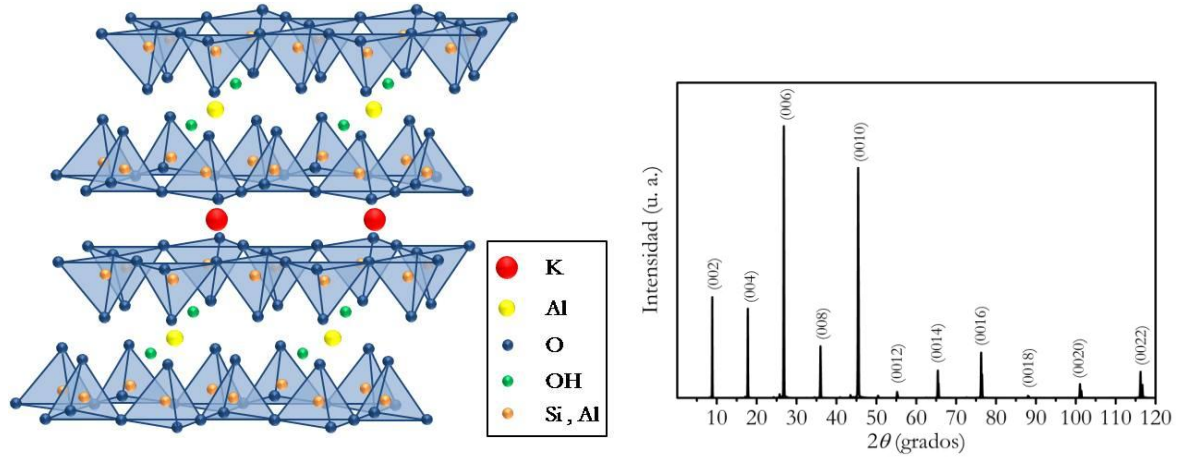 K
Al
O
OH
Si , Al
Intensidad (u. a.)
(002)
(004)
(006)
(008)
(0010)
(0012)
(0014)
(0016)
(0018)
(0020)
(0022)
10 20 30 40 50 60 70 80 90 100 110 120
2θ (grados)